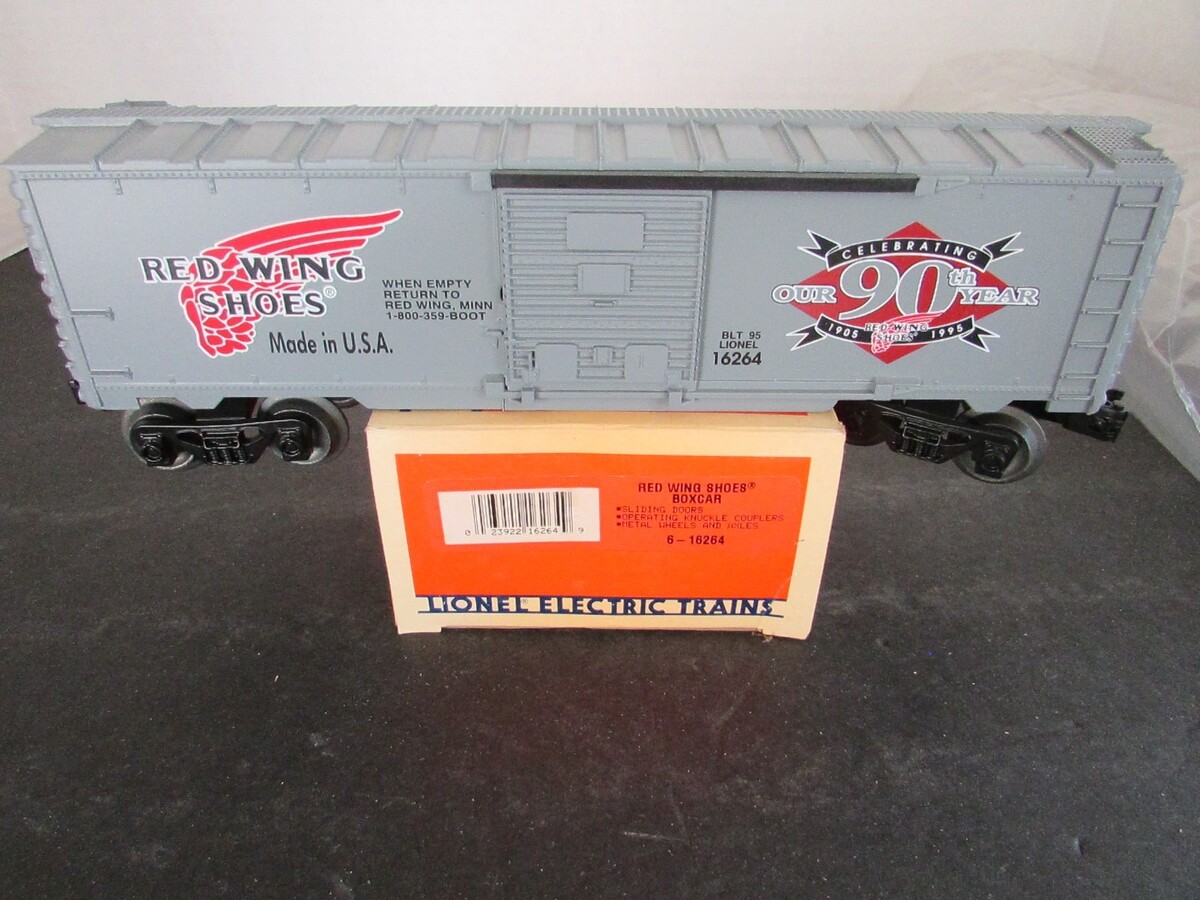 RED WING
SHOES®
Made in U.S.A.
WHEN EMPTY
RETURN TO
RED WING, MINN
1-800-359-BOOT
BLT 95
LIONEL
16264
CELEBRATING
OUR 90th YEAR
1905 RED WING SHOES 1995
RED WING SHOES®
BOXCAR
SLIDING DOORS
OPERATING KNUCKLE COUPLERS
METAL WHEELS AND AXLES
6-16264
0 23922 16264 9
LIONEL® ELECTRIC TRAINS